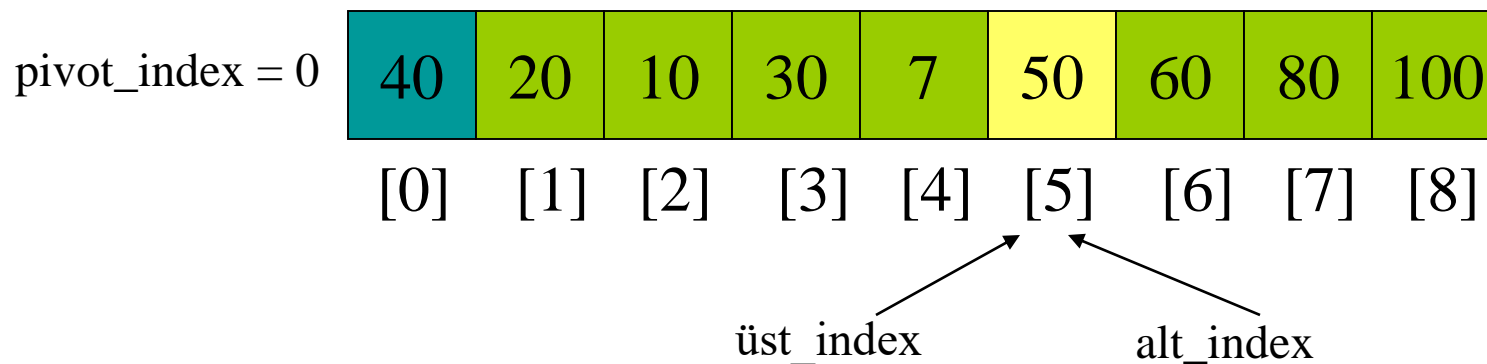 pivot_index = 0 40 20 10 30 7 50 60 80 100
[0] [1] [2] [3] [4] [5] [6] [7] [8]
üst_index alt_index